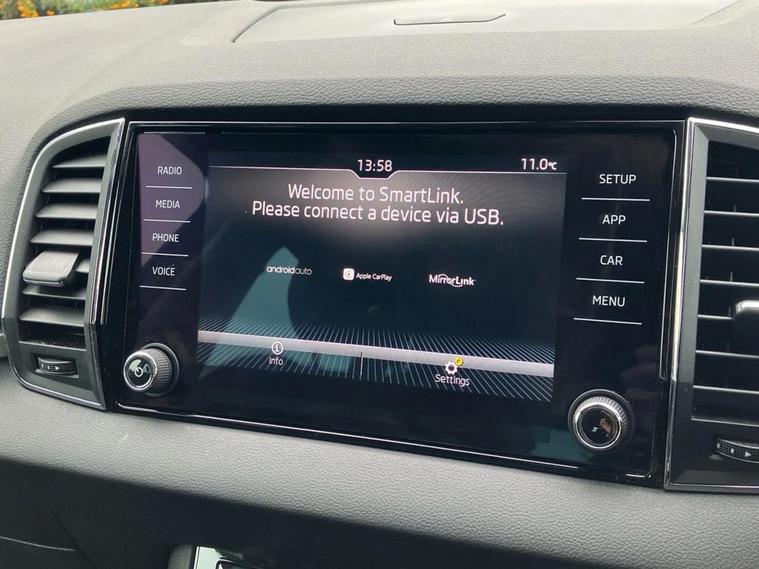 13:58
11.0°C
RADIO
MEDIA
PHONE
VOICE
Welcome to SmartLink.
Please connect a device via USB.
androidauto
Apple CarPlay
MirrorLink
Info
Settings
SETUP
APP
CAR
MENU